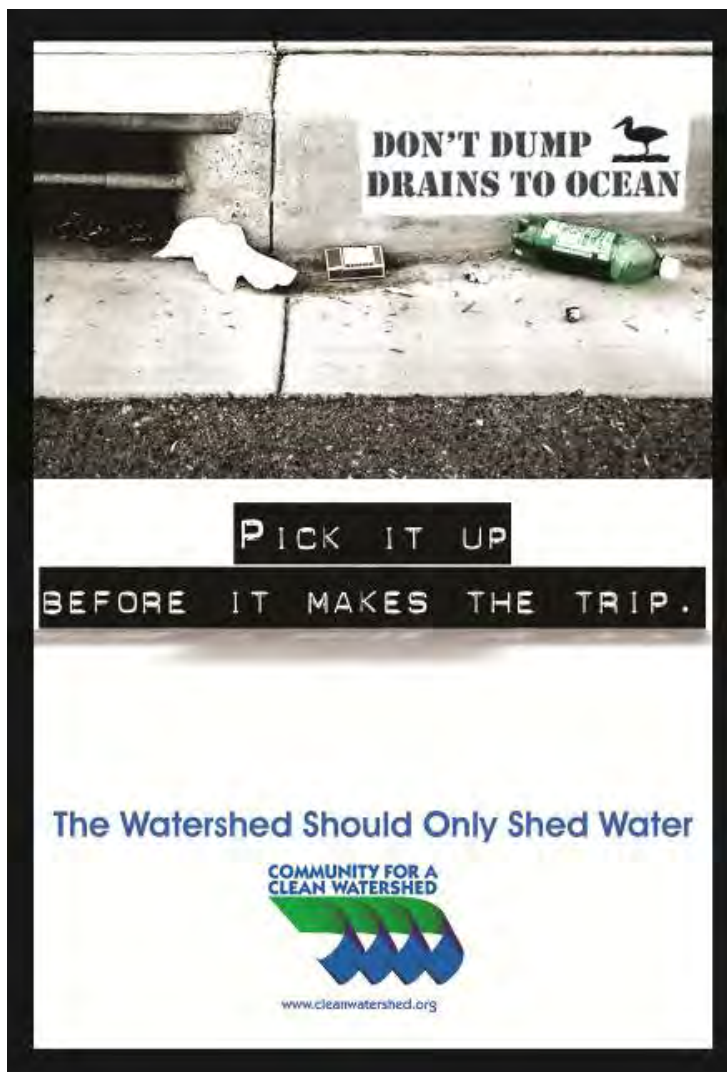 DON'T DUMP
DRAINS TO OCEAN
PICK IT UP
BEFORE IT MAKES THE TRIP.
The Watershed Should Only Shed Water
COMMUNITY FOR A
CLEAN WATERSHED
www.cleanwatershed.org